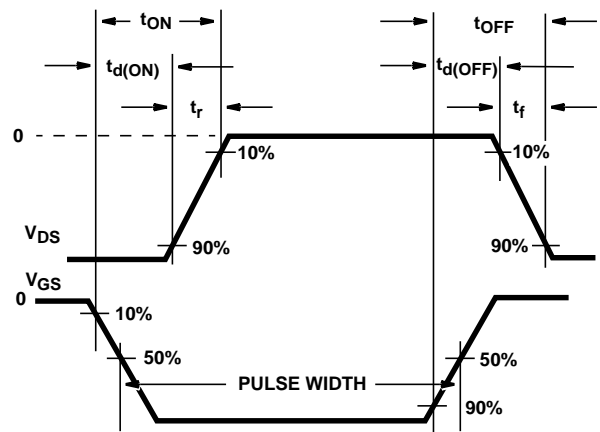 tON tOFF
td(ON) td(OFF)
tr tf
0
10% 10%
VDS 90% 90%
VGS
0
10%
50% 50%
PULSE WIDTH
90%